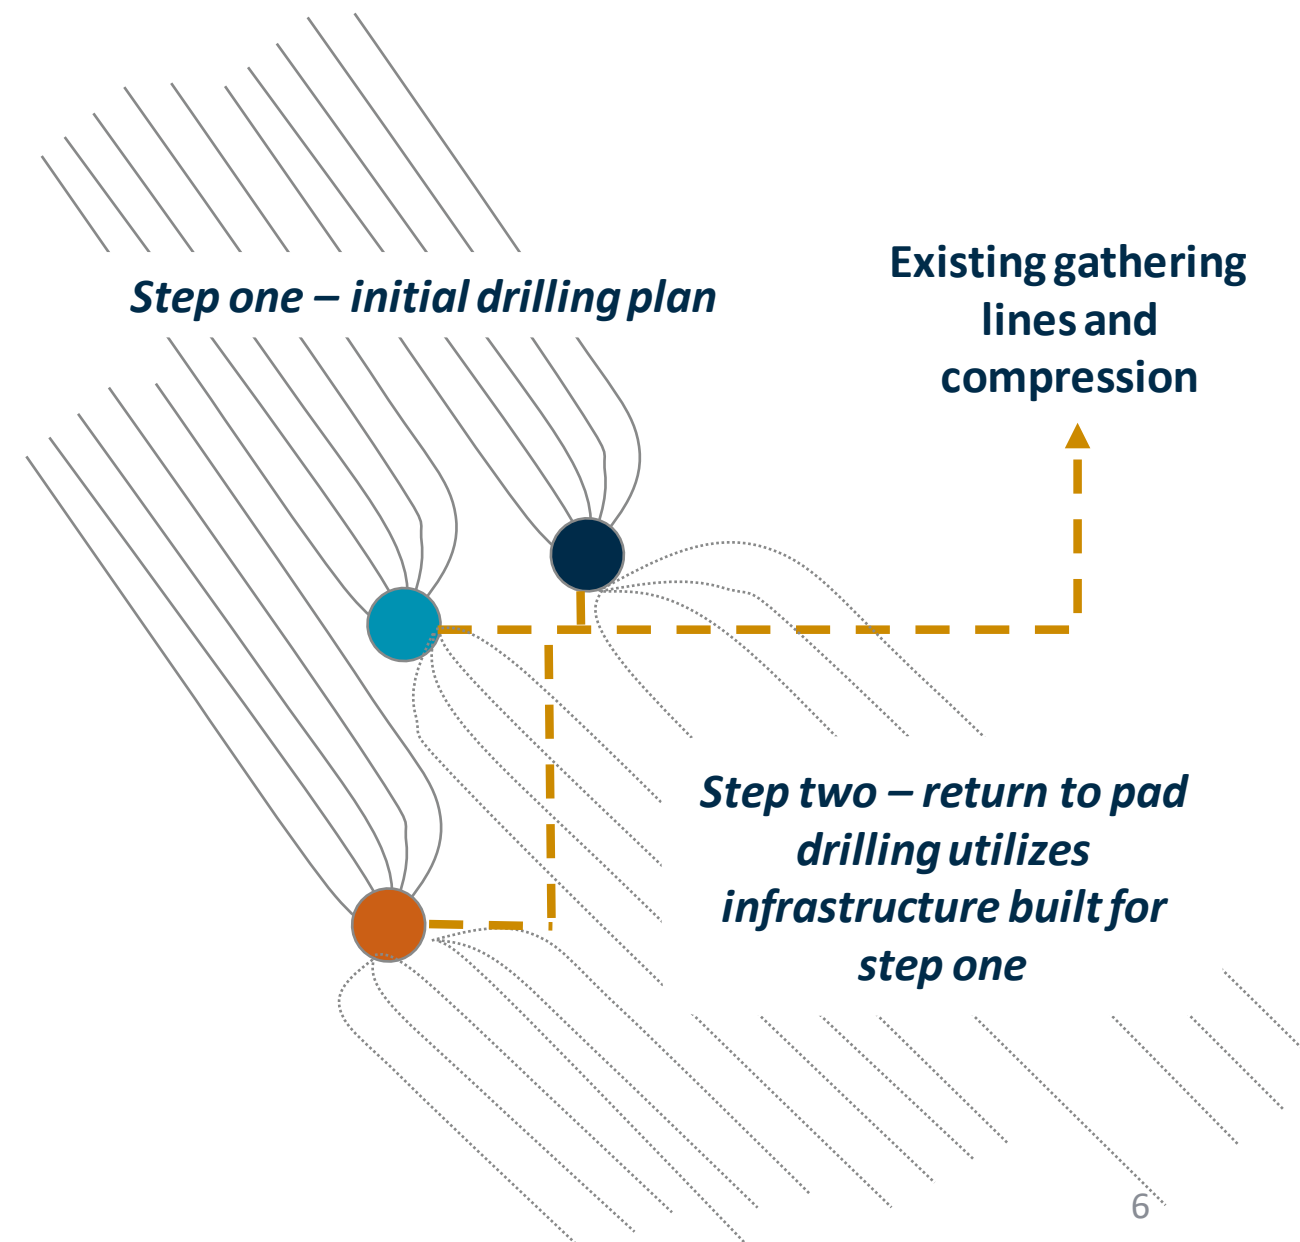 Step one – initial drilling plan
Existing gathering
lines and
compression
Step two – return to pad
drilling utilizes
infrastructure built for
step one
6